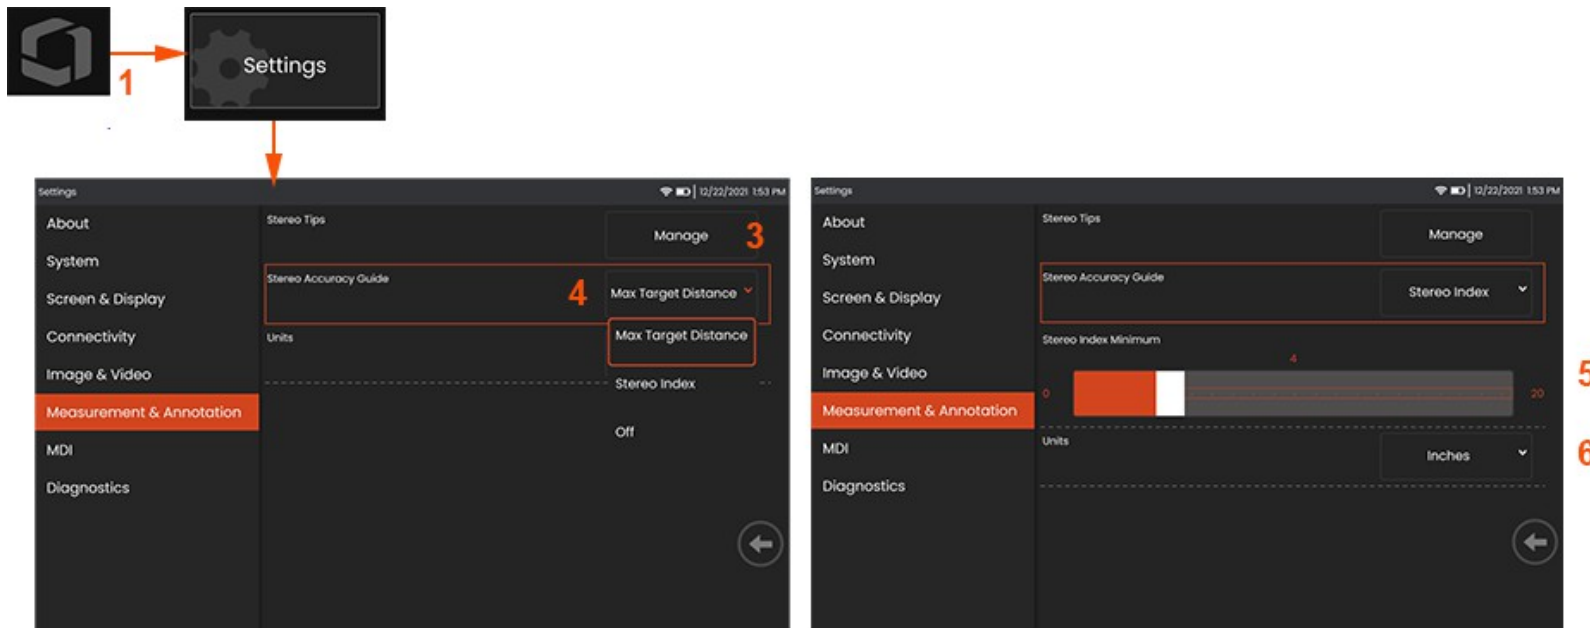 1
Settings
Settings
12/22/2021 1:53 PM
About
System
Screen & Display
Connectivity
Image & Video
Measurement & Annotation
MDI
Diagnostics
Stereo Tips
Manage
3
Stereo Accuracy Guide
4
Max Target Distance
Max Target Distance
Stereo Index
Off
Units
Settings
12/22/2021 1:53 PM
About
System
Screen & Display
Connectivity
Image & Video
Measurement & Annotation
MDI
Diagnostics
Stereo Tips
Manage
Stereo Accuracy Guide
Stereo Index
Stereo Index Minimum
4
0
20
5
Units
Inches
6